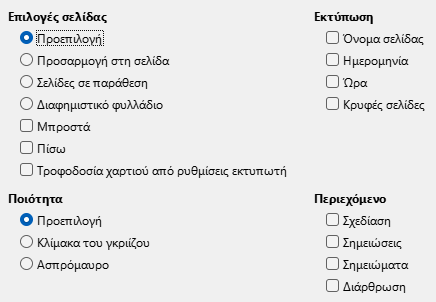 Επιλογές σελίδας
Προεπιλογή
Προσαρμογή στη σελίδα
Σελίδες σε παράθεση
Διαφημιστικό φυλλάδιο
Μπροστά
Πίσω
Τροφοδοσία χαρτιού από ρυθμίσεις εκτυπωτή
Εκτύπωση
Όνομα σελίδας
Ημερομηνία
Ώρα
Κρυφές σελίδες
Ποιότητα
Προεπιλογή
Κλίμακα του γκρίζου
Ασπρόμαυρο
Περιεχόμενο
Σχεδίαση
Σημειώσεις
Σημειώματα
Διάρθρωση